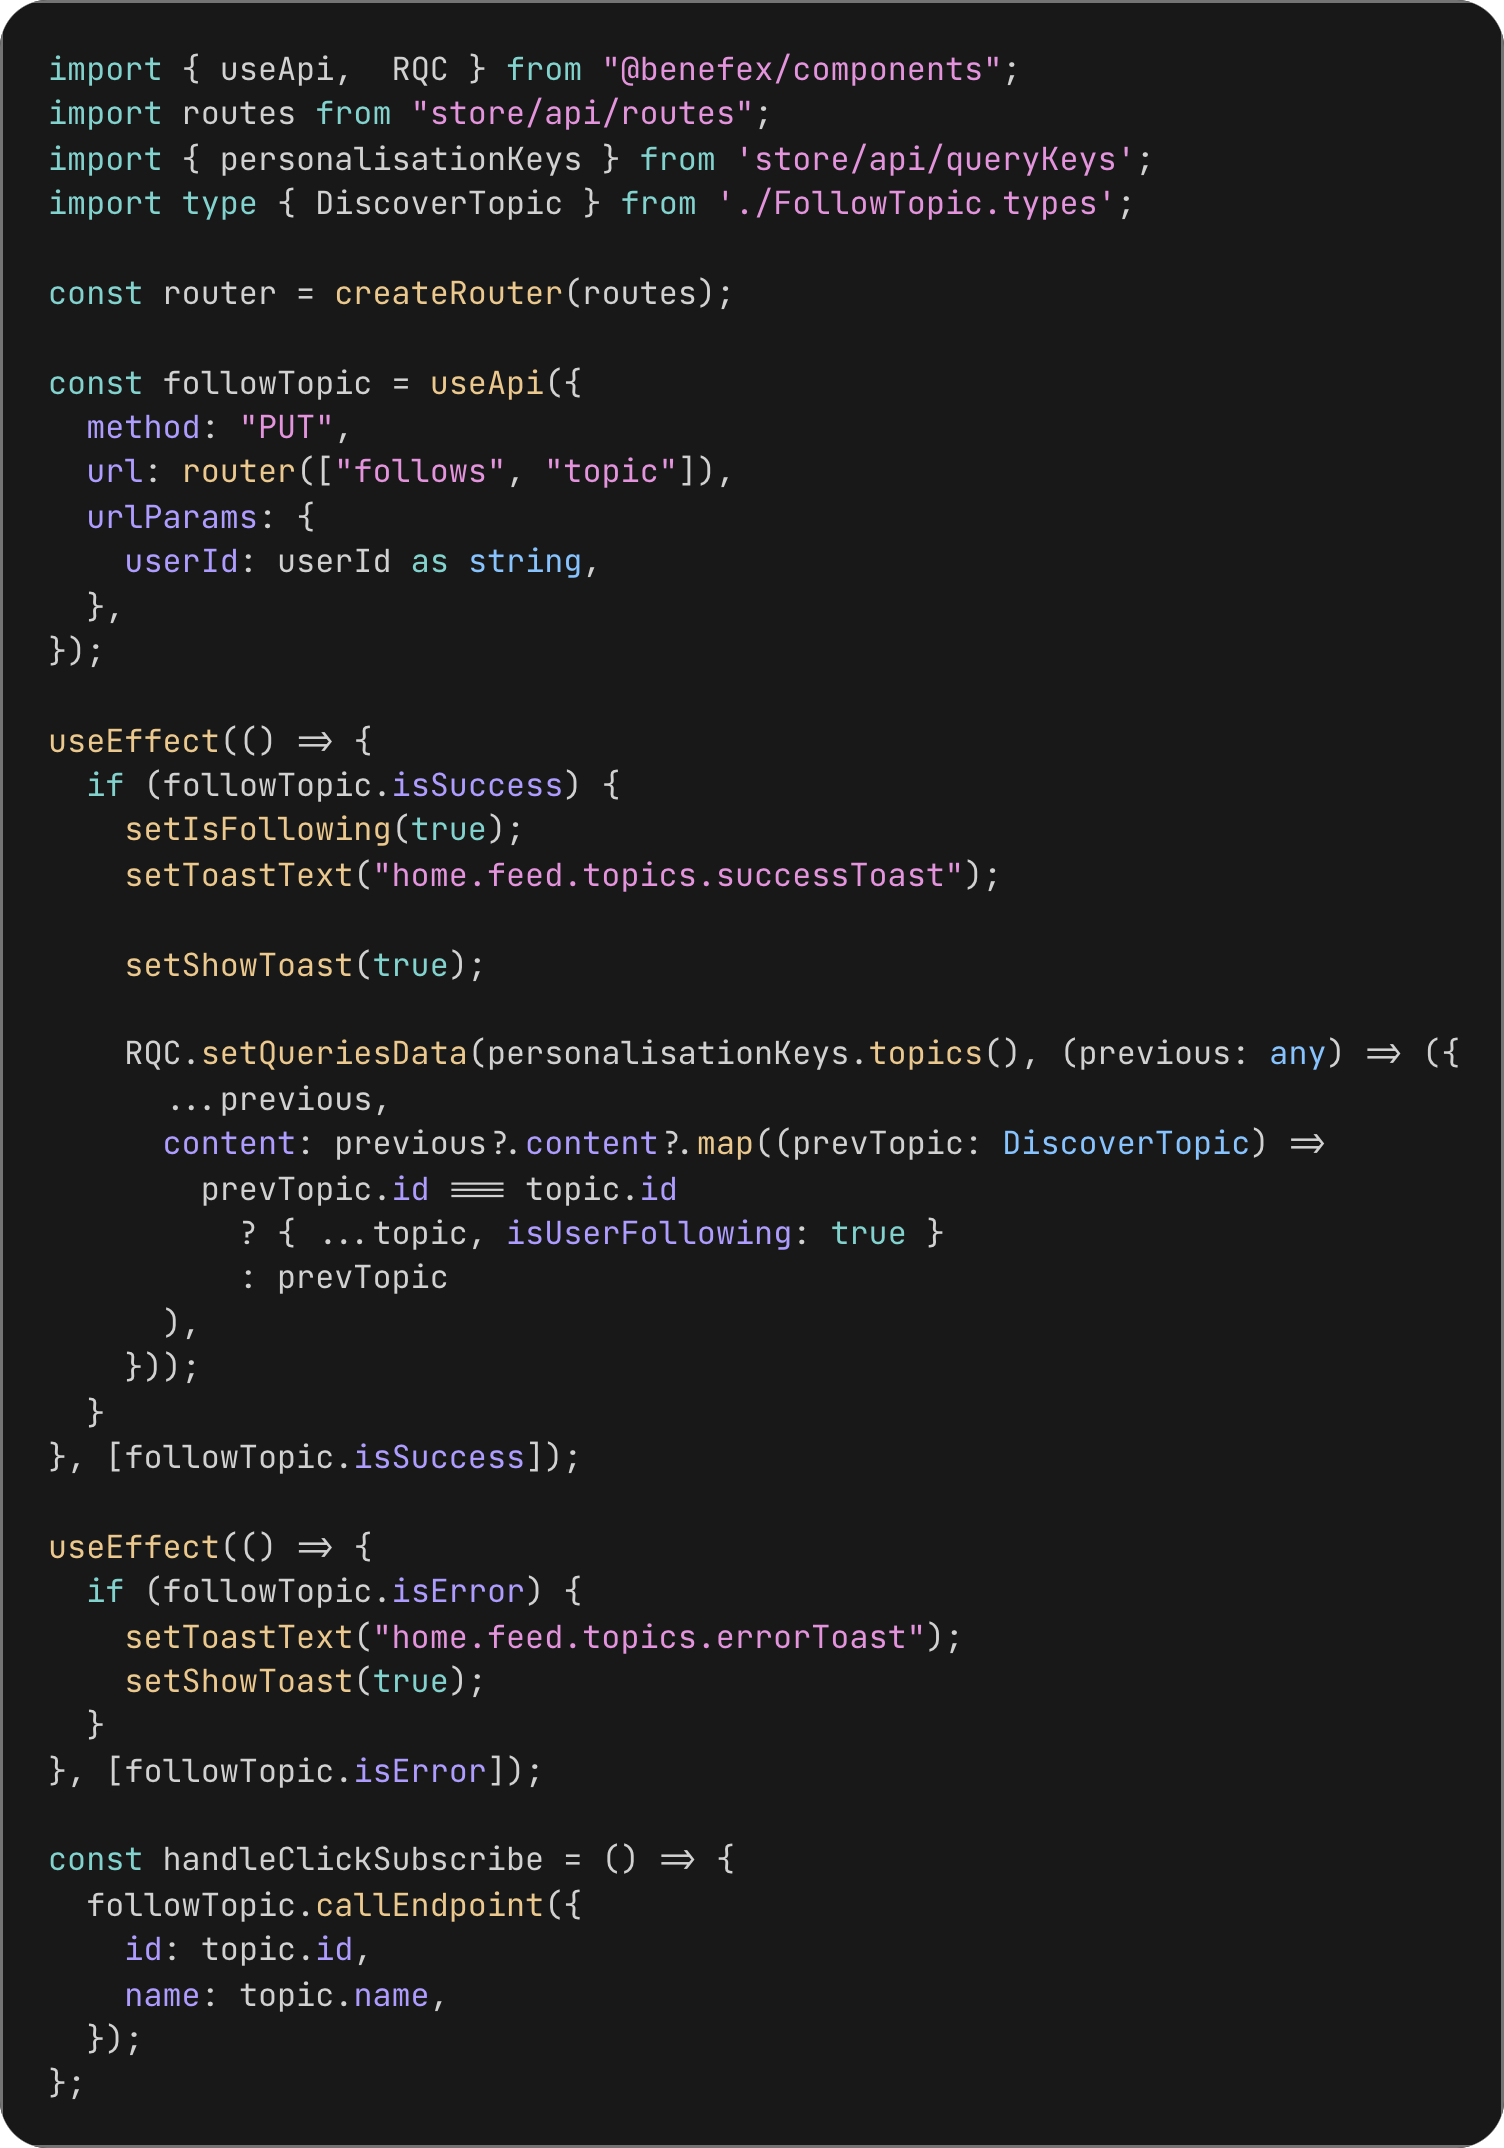 import { useApi,  RQC } from "@benefex/components";
import routes from "store/api/routes";
import { personalisationKeys } from 'store/api/queryKeys';
import type { DiscoverTopic } from './FollowTopic.types';

const router = createRouter(routes);

const followTopic = useApi({
  method: "PUT",
  url: router(["follows", "topic"]),
  urlParams: {
    userId: userId as string,
  },
});

useEffect(() => {
  if (followTopic.isSuccess) {
    setIsFollowing(true);
    setToastText("home.feed.topics.successToast");

    setShowToast(true);

    RQC.setQueriesData(personalisationKeys.topics(), (previous: any) => ({
      ...previous,
      content: previous?.content?.map((prevTopic: DiscoverTopic) =>
        prevTopic.id === topic.id
          ? { ...topic, isUserFollowing: true }
          : prevTopic
      ),
    }));
  }
}, [followTopic.isSuccess]);

useEffect(() => {
  if (followTopic.isError) {
    setToastText("home.feed.topics.errorToast");
    setShowToast(true);
  }
}, [followTopic.isError]);

const handleClickSubscribe = () => {
  followTopic.callEndpoint({
    id: topic.id,
    name: topic.name,
  });
};